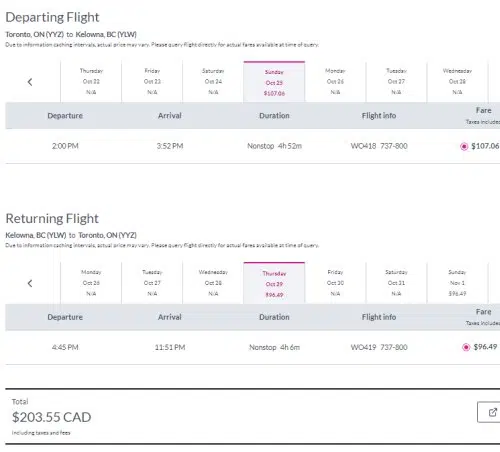 Departing Flight
Toronto, ON (YYZ) to Kelowna, BC (YLW)
Due to information caching intervals, actual price may vary. Please query flight directly for actual fares available at time of query.
Thursday Friday Saturday Sunday Monday Tuesday Wednesday
Oct 22 Oct 23 Oct 24 Oct 25 Oct 26 Oct 27 Oct 28
N/A N/A N/A $107.06 N/A N/A N/A
Departure Arrival Duration Flight info Fare
Taxes included
2:00 PM 3:52 PM Nonstop 4h 52m WO418 737-800 $107.06
Returning Flight
Kelowna, BC (YLW) to Toronto, ON (YYZ)
Due to information caching intervals, actual price may vary. Please query flight directly for actual fares available at time of query.
Monday Tuesday Wednesday Thursday Friday Saturday Sunday
Oct 26 Oct 27 Oct 28 Oct 29 Oct 30 Oct 31 Nov 1
N/A N/A N/A $96.49 N/A N/A $96.49
Departure Arrival Duration Flight info Fare
Taxes included
4:45 PM 11:51 PM Nonstop 4h 6m WO419 737-800 $96.49
Total
$203.55 CAD
Including taxes and fees